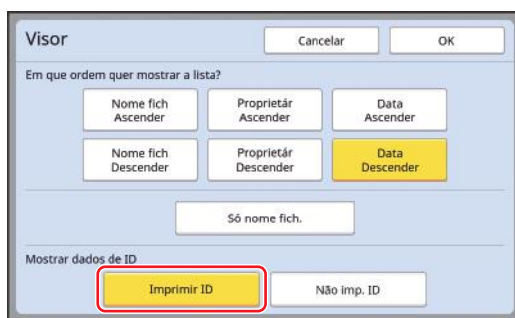 Visor
Cancelar
OK
Em que ordem quer mostrar a lista?
Nome fich
Ascender
Proprietár
Ascender
Data
Ascender
Nome fich
Descender
Proprietár
Descender
Data
Descender
Só nome fich.
Mostrar dados de ID
Imprimir ID
Não imp. ID